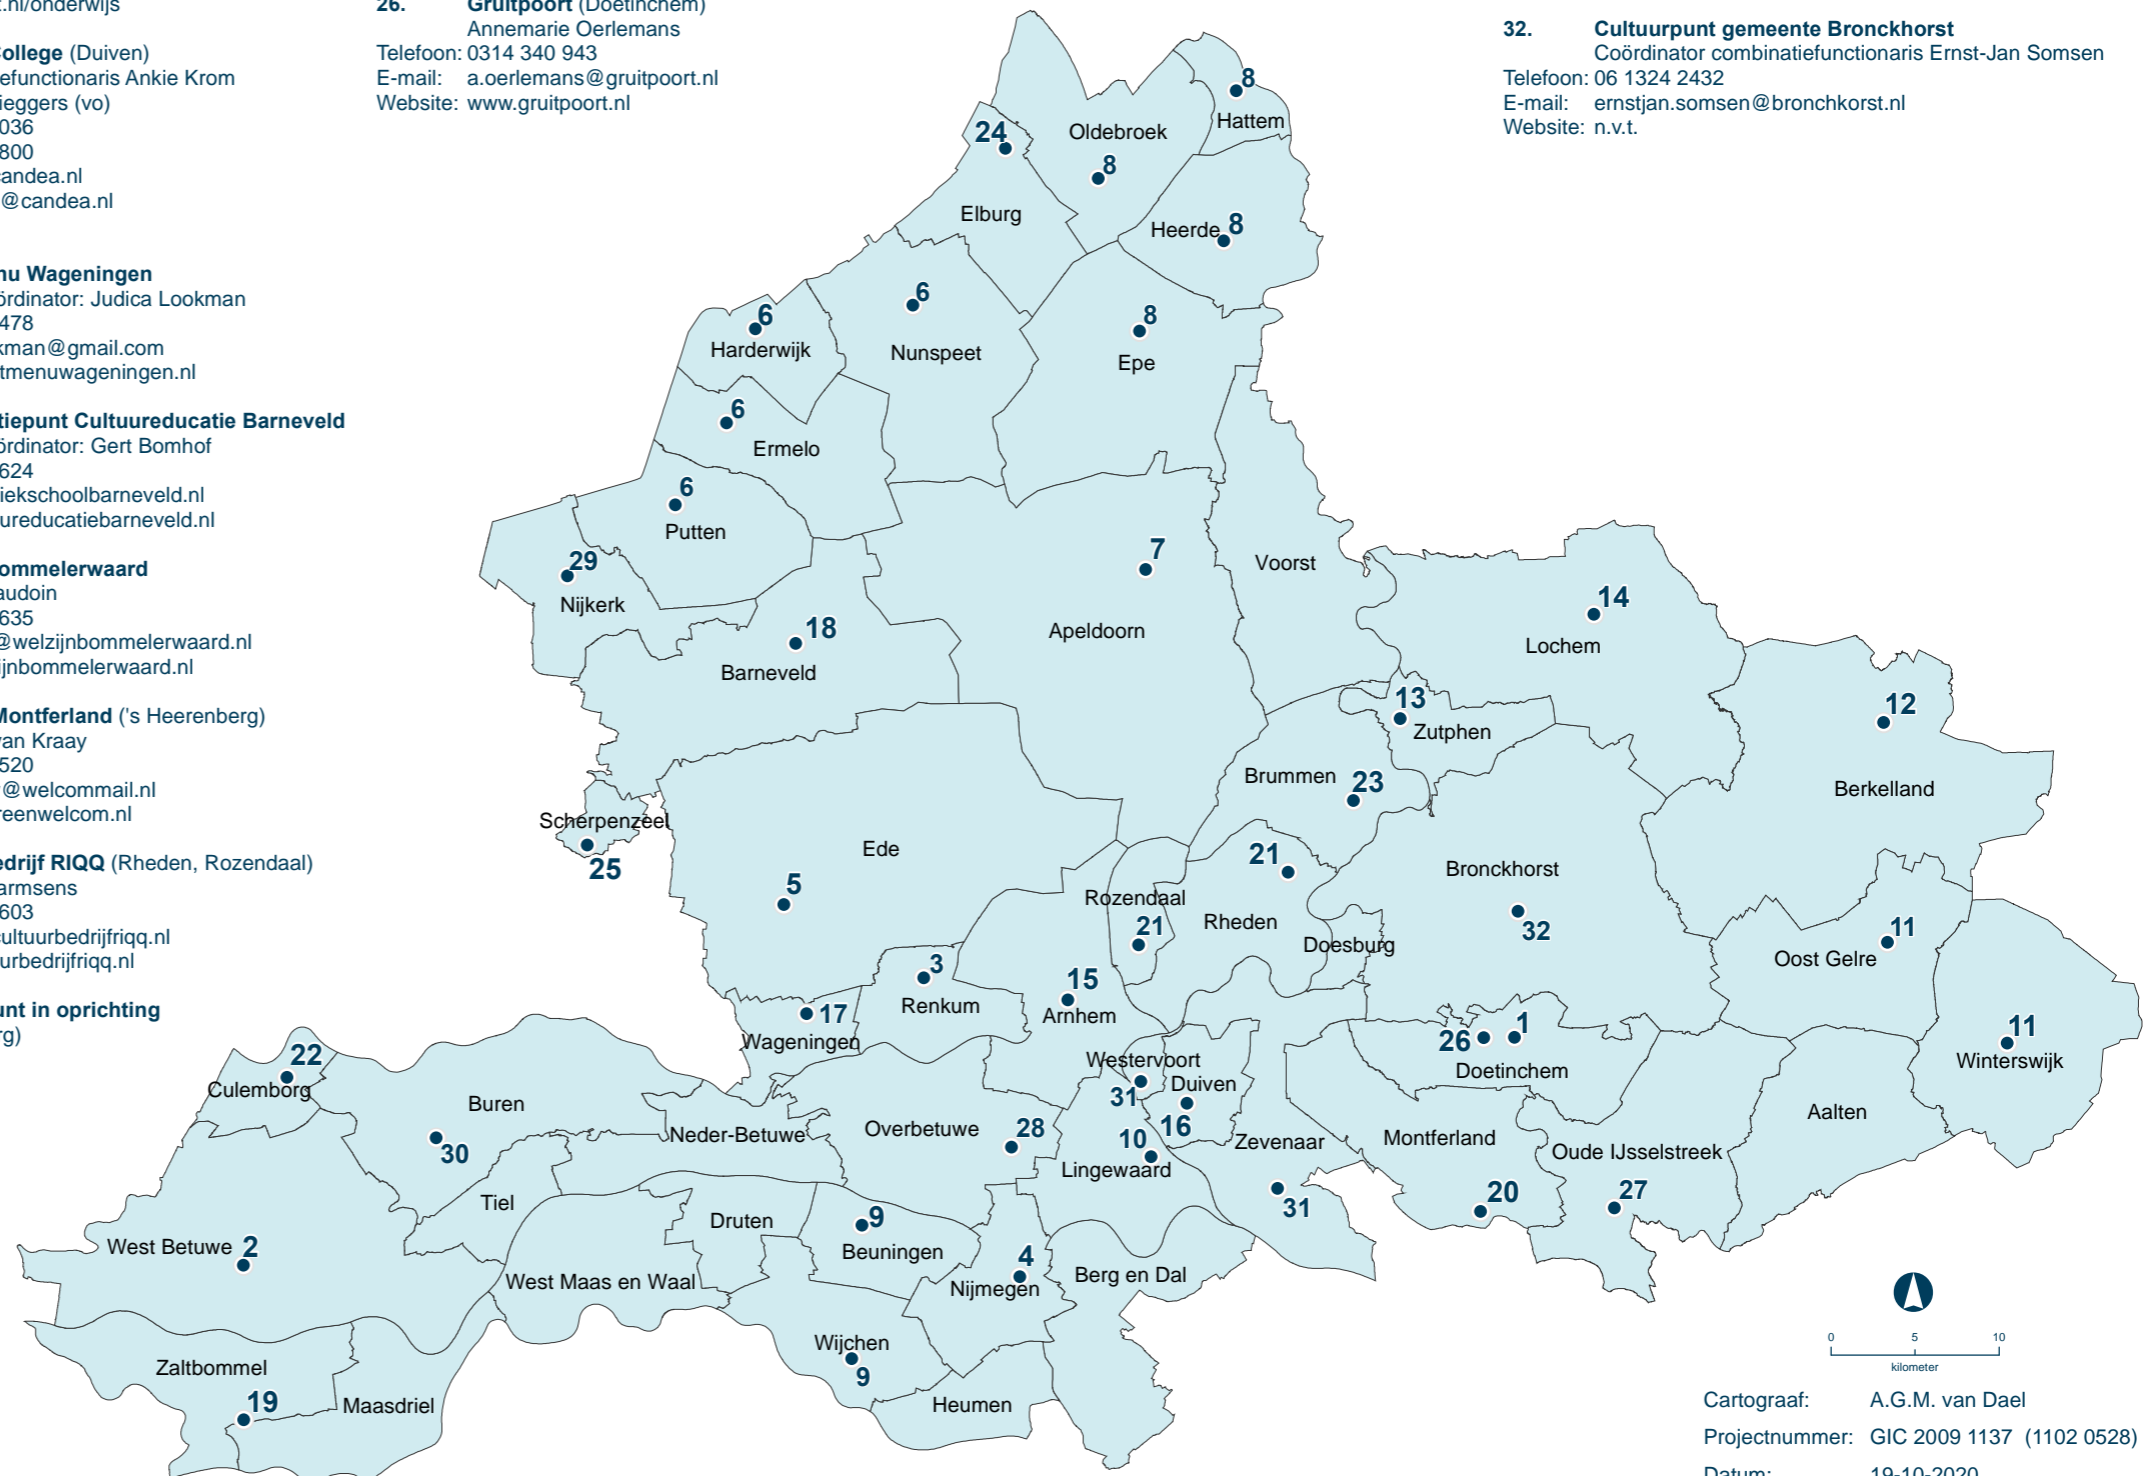 t.nl/onderwijs
College (Duiven)
efunctionaris Ankie Krom
ieggers (vo)
036
800
candea.nl
@candea.nl
nu Wageningen
ördinator: Judica Lookman
478
kman@gmail.com
tmenuwageningen.nl
tiepunt Cultuureducatie Barneveld
ördinator: Gert Bomhof
624
iekschoolbarneveld.nl
ureducatiebarneveld.nl
ommelerwaard
audoin
635
@welzijnbommelerwaard.nl
ijnbommelerwaard.nl
Montferland ('s Heerenberg)
van Kraay
520
@welcommail.nl
reenwelcom.nl
edrijf RIQQ (Rheden, Rozendaal)
armsens
603
cultuurbedrijfriqq.nl
urbedrijfriqq.nl
unt in oprichting
rg)
26. Gruitpoort (Doetinchem)
Annemarie Oerlemans
Telefoon: 0314 340 943
E-mail: a.oerlemans@gruitpoort.nl
Website: www.gruitpoort.nl
32. Cultuurpunt gemeente Bronckhorst
Coördinator combinatiefunctionaris Ernst-Jan Somsen
Telefoon: 06 1324 2432
E-mail: ernstjan.somsen@bronchkorst.nl
Website: n.v.t.
8
Hattem
24
Oldebroek
8
Elburg
Heerde 8
6
Nunspeet
6
Harderwijk
8
Epe
6
Ermelo
6
Putten
29
Nijkerk
7
Apeldoorn
Voorst
18
Barneveld
14
Lochem
13
Zutphen
12
Berkelland
Brummen 23
Scherpenzeel
25
Ede
5
21
Rheden
Rozendaal
21
Doesburg
Bronckhorst
32
11
Oost Gelre
3
Renkum
15
Arnhem
17
Wageningen
26 1
Doetinchem
11
Winterswijk
22
Culemborg
Buren
30
Neder-Betuwe
Overbetuwe 28
Westervoort
31
Duiven
16
10
Lingewaard
Zevenaar
31
Montferland
20
Oude IJsselstreek
27
Aalten
Tiel
West Betuwe 2
Druten
9
Beuningen
West Maas en Waal
4
Nijmegen
Berg en Dal
Wijchen
9
Heumen
Zaltbommel
19
Maasdriel
0 5 10
kilometer
Cartograaf: A.G.M. van Dael
Projectnummer: GIC 2009 1137 (1102 0528)
Datum: 19-10-2020